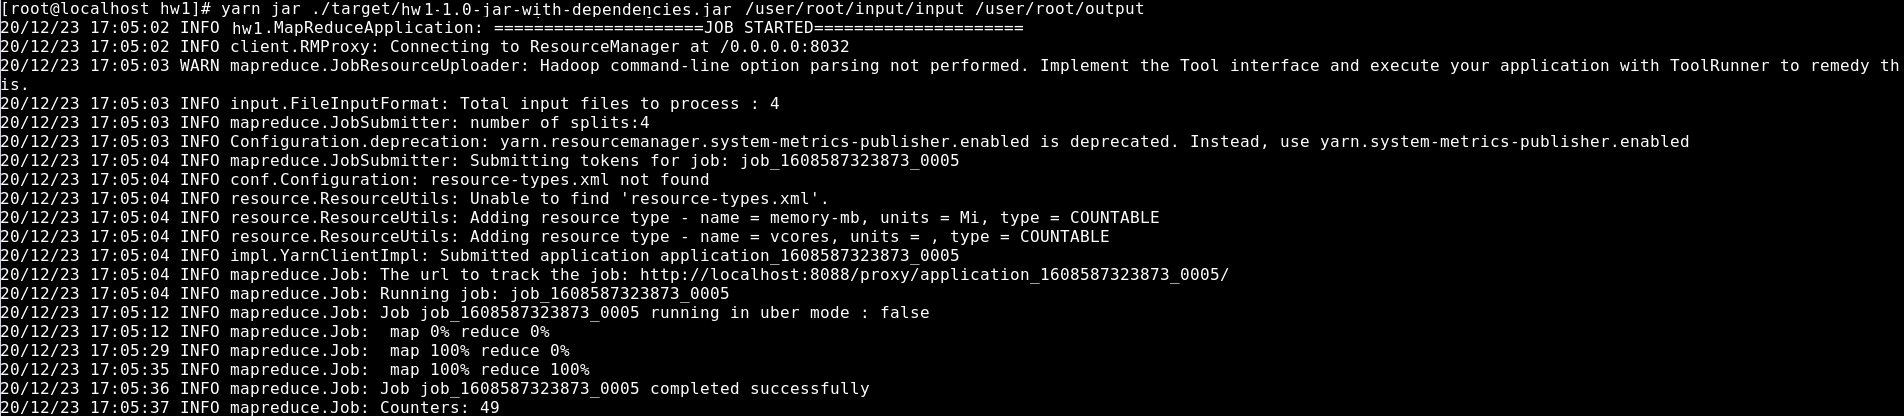 [root@localhost hw1]# yarn jar ./target/hw1-1.0-jar-with-dependencies.jar /user/root/input/input /user/root/output
20/12/23 17:05:02 INFO hw1.MapReduceApplication: =====================JOB STARTED=====================
20/12/23 17:05:02 INFO client.RMProxy: Connecting to ResourceManager at /0.0.0.0:8032
20/12/23 17:05:03 WARN mapreduce.JobResourceUploader: Hadoop command-line option parsing not performed. Implement the Tool interface and execute your application with ToolRunner to remedy th
is.
20/12/23 17:05:03 INFO input.FileInputFormat: Total input files to process : 4
20/12/23 17:05:03 INFO mapreduce.JobSubmitter: number of splits:4
20/12/23 17:05:03 INFO Configuration.deprecation: yarn.resourcemanager.system-metrics-publisher.enabled is deprecated. Instead, use yarn.system-metrics-publisher.enabled
20/12/23 17:05:04 INFO mapreduce.JobSubmitter: Submitting tokens for job: job_1608587323873_0005
20/12/23 17:05:04 INFO conf.Configuration: resource-types.xml not found
20/12/23 17:05:04 INFO resource.ResourceUtils: Unable to find 'resource-types.xml'.
20/12/23 17:05:04 INFO resource.ResourceUtils: Adding resource type - name = memory-mb, units = Mi, type = COUNTABLE
20/12/23 17:05:04 INFO resource.ResourceUtils: Adding resource type - name = vcores, units = , type = COUNTABLE
20/12/23 17:05:04 INFO impl.YarnClientImpl: Submitted application application_1608587323873_0005
20/12/23 17:05:04 INFO mapreduce.Job: The url to track the job: http://localhost:8088/proxy/application_1608587323873_0005/
20/12/23 17:05:04 INFO mapreduce.Job: Running job: job_1608587323873_0005
20/12/23 17:05:12 INFO mapreduce.Job: Job job_1608587323873_0005 running in uber mode : false
20/12/23 17:05:12 INFO mapreduce.Job:  map 0% reduce 0%
20/12/23 17:05:29 INFO mapreduce.Job:  map 100% reduce 0%
20/12/23 17:05:35 INFO mapreduce.Job:  map 100% reduce 100%
20/12/23 17:05:36 INFO mapreduce.Job: Job job_1608587323873_0005 completed successfully
20/12/23 17:05:37 INFO mapreduce.Job: Counters: 49